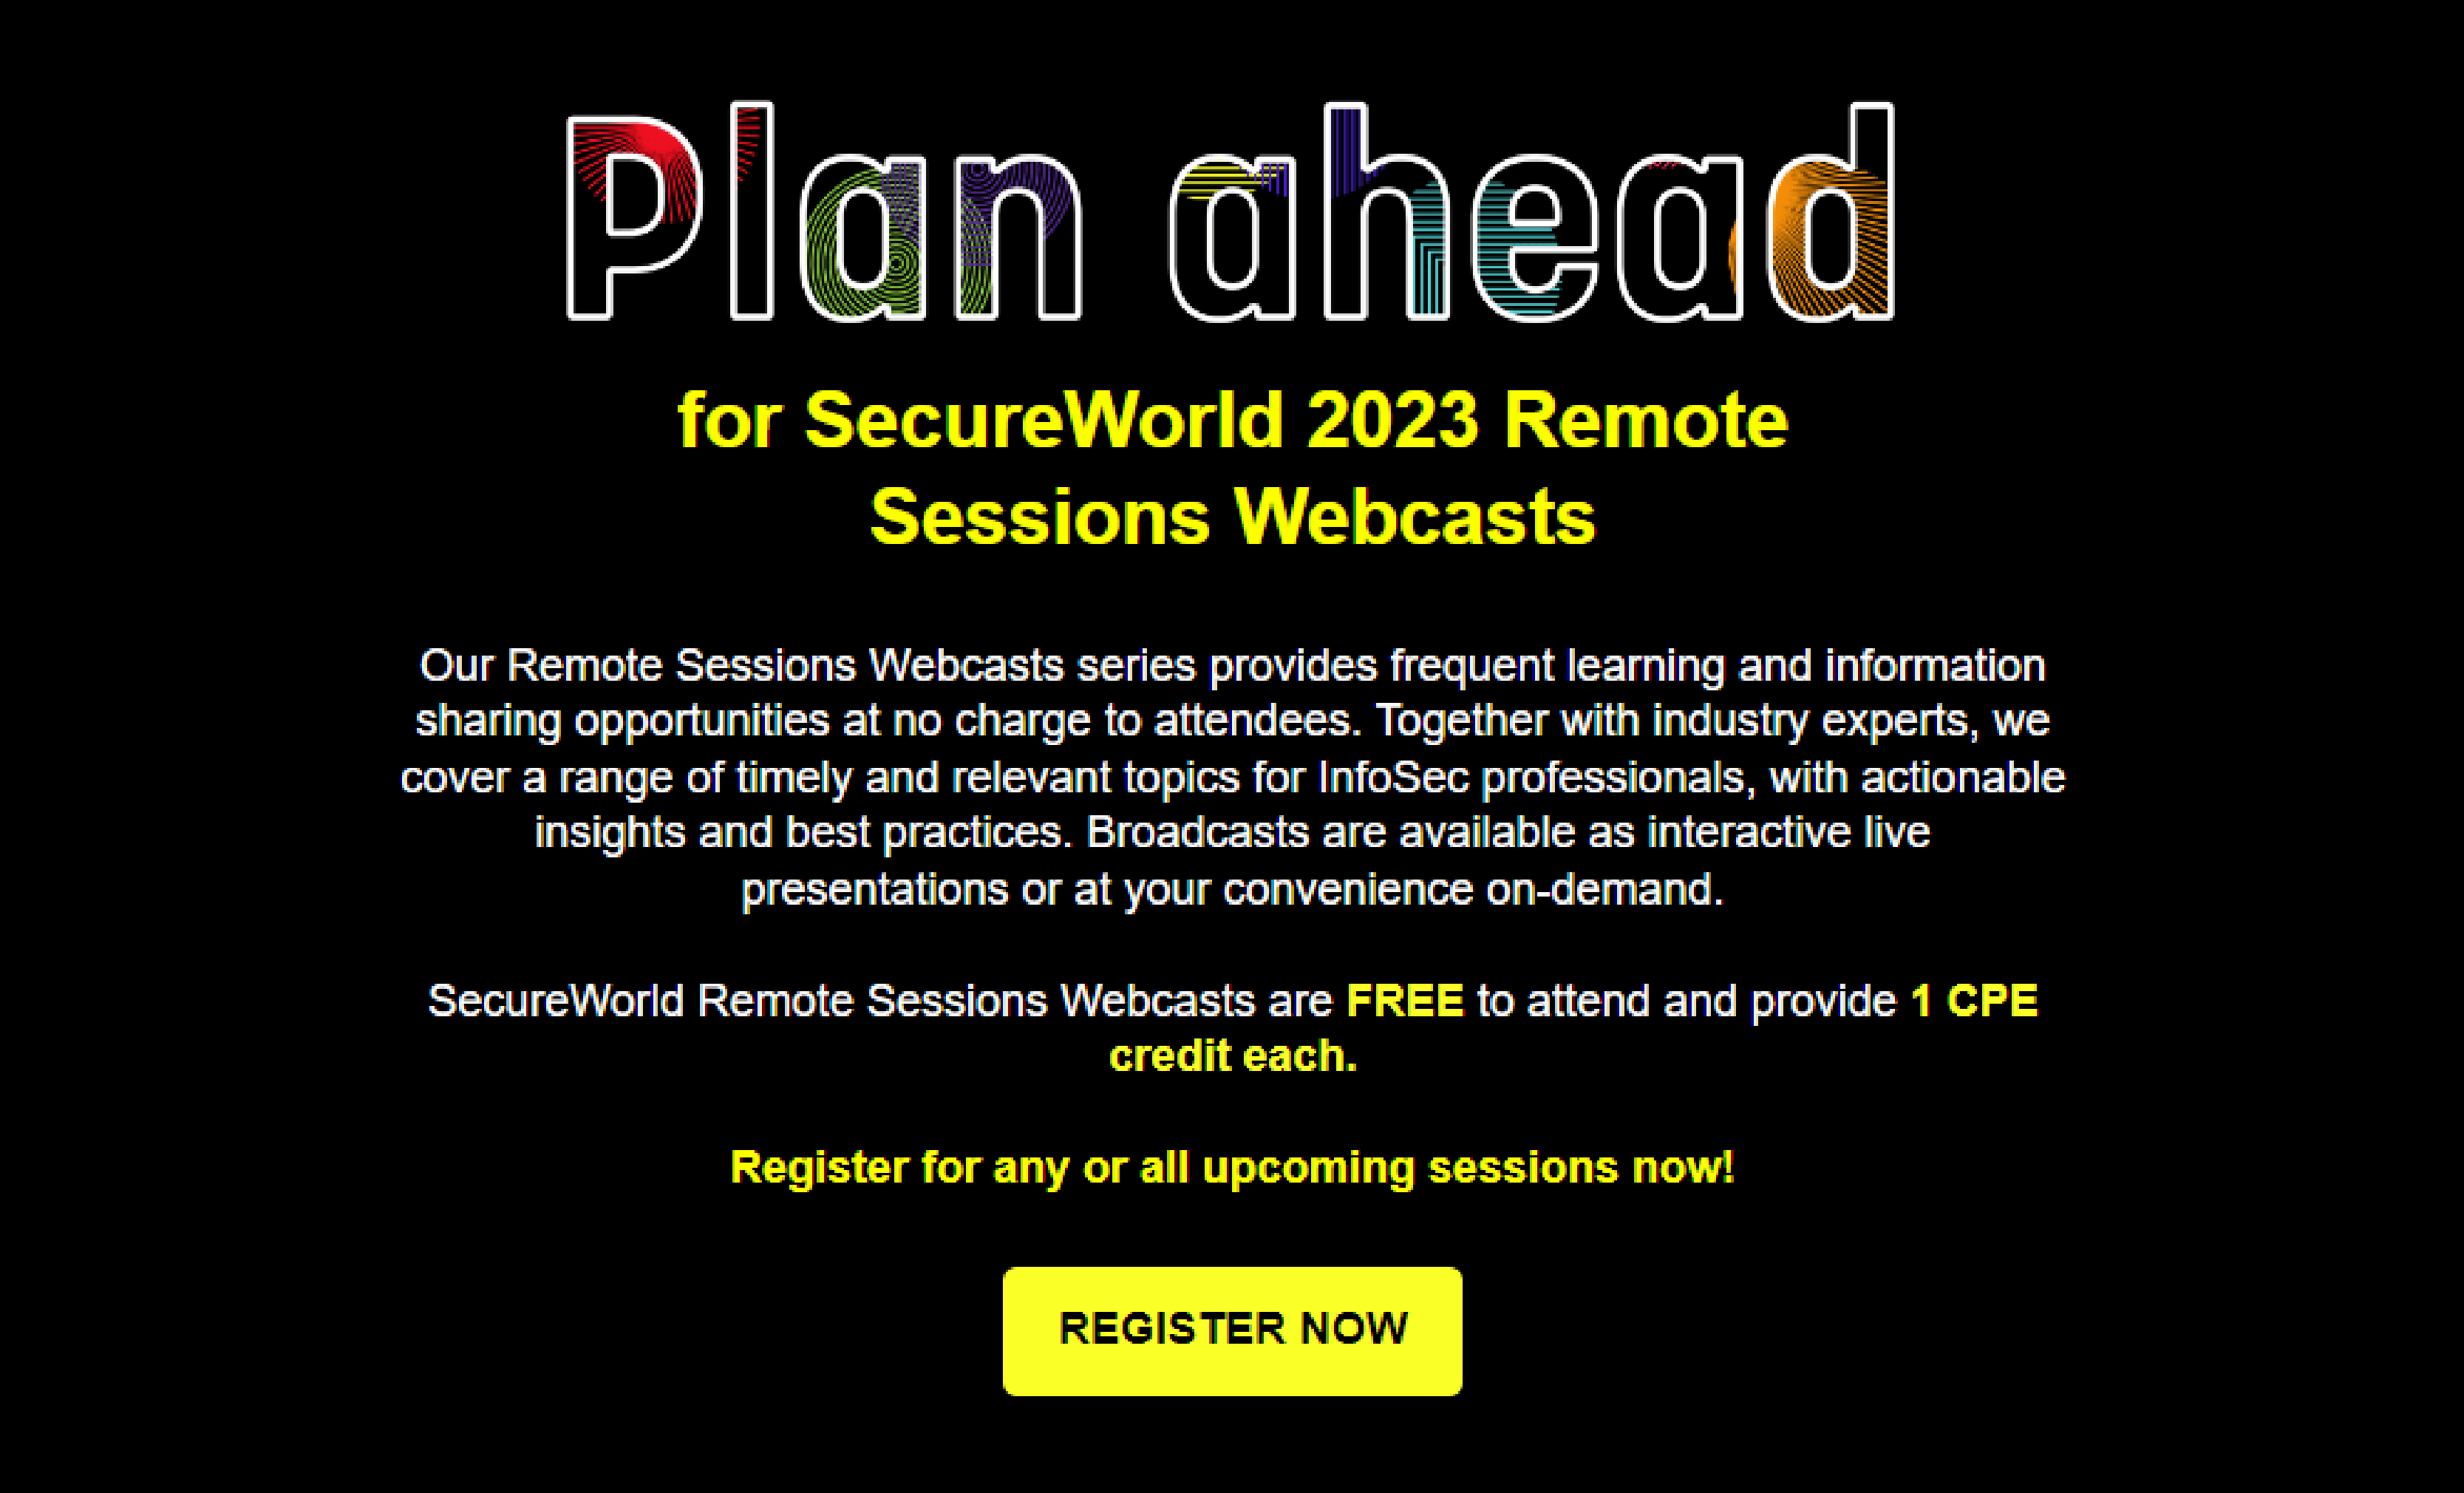 Plan ahead
for SecureWorld 2023 Remote
Sessions Webcasts
Our Remote Sessions Webcasts series provides frequent learning and information
sharing opportunities at no charge to attendees. Together with industry experts, we
cover a range of timely and relevant topics for InfoSec professionals, with actionable
insights and best practices. Broadcasts are available as interactive live
presentations or at your convenience on-demand.
SecureWorld Remote Sessions Webcasts are FREE to attend and provide 1 CPE
credit each.
Register for any or all upcoming sessions now!
REGISTER NOW